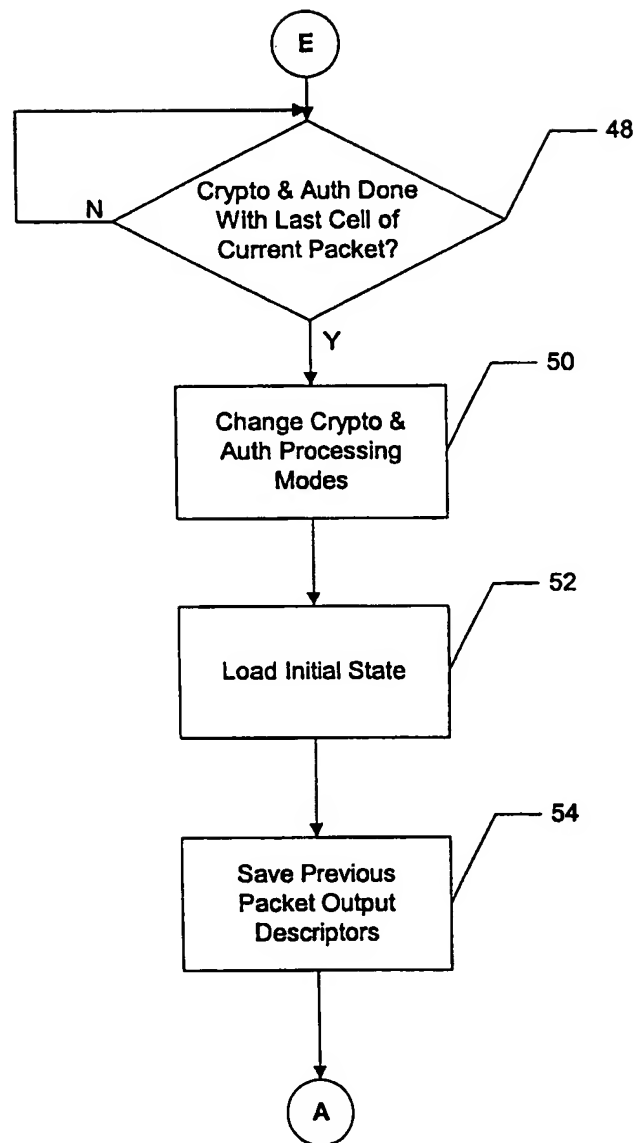 E
48
Crypto & Auth Done
With Last Cell of
Current Packet?
N
Y
50
Change Crypto &
Auth Processing
Modes
52
Load Initial State
54
Save Previous
Packet Output
Descriptors
A